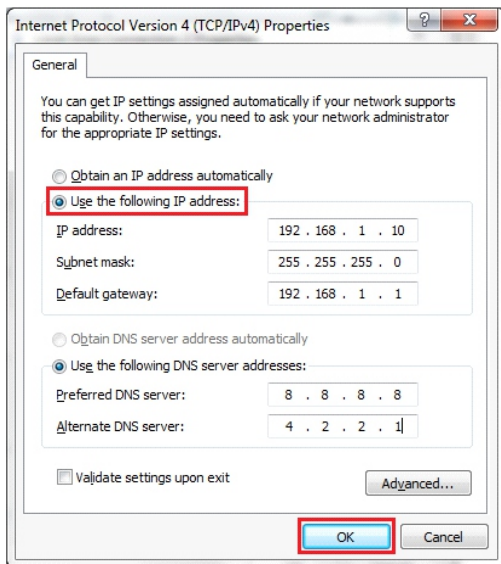 Internet Protocol Version 4 (TCP/IPv4) Properties
General
You can get IP settings assigned automatically if your network supports
this capability. Otherwise, you need to ask your network administrator
for the appropriate IP settings.
Obtain an IP address automatically
Use the following IP address:
IP address: 192 . 168 . 1 . 10
Subnet mask: 255 . 255 . 255 . 0
Default gateway: 192 . 168 . 1 . 1
Obtain DNS server address automatically
Use the following DNS server addresses:
Preferred DNS server: 8 . 8 . 8 . 8
Alternate DNS server: 4 . 2 . 2 . 1
Validate settings upon exit
Advanced...
OK Cancel